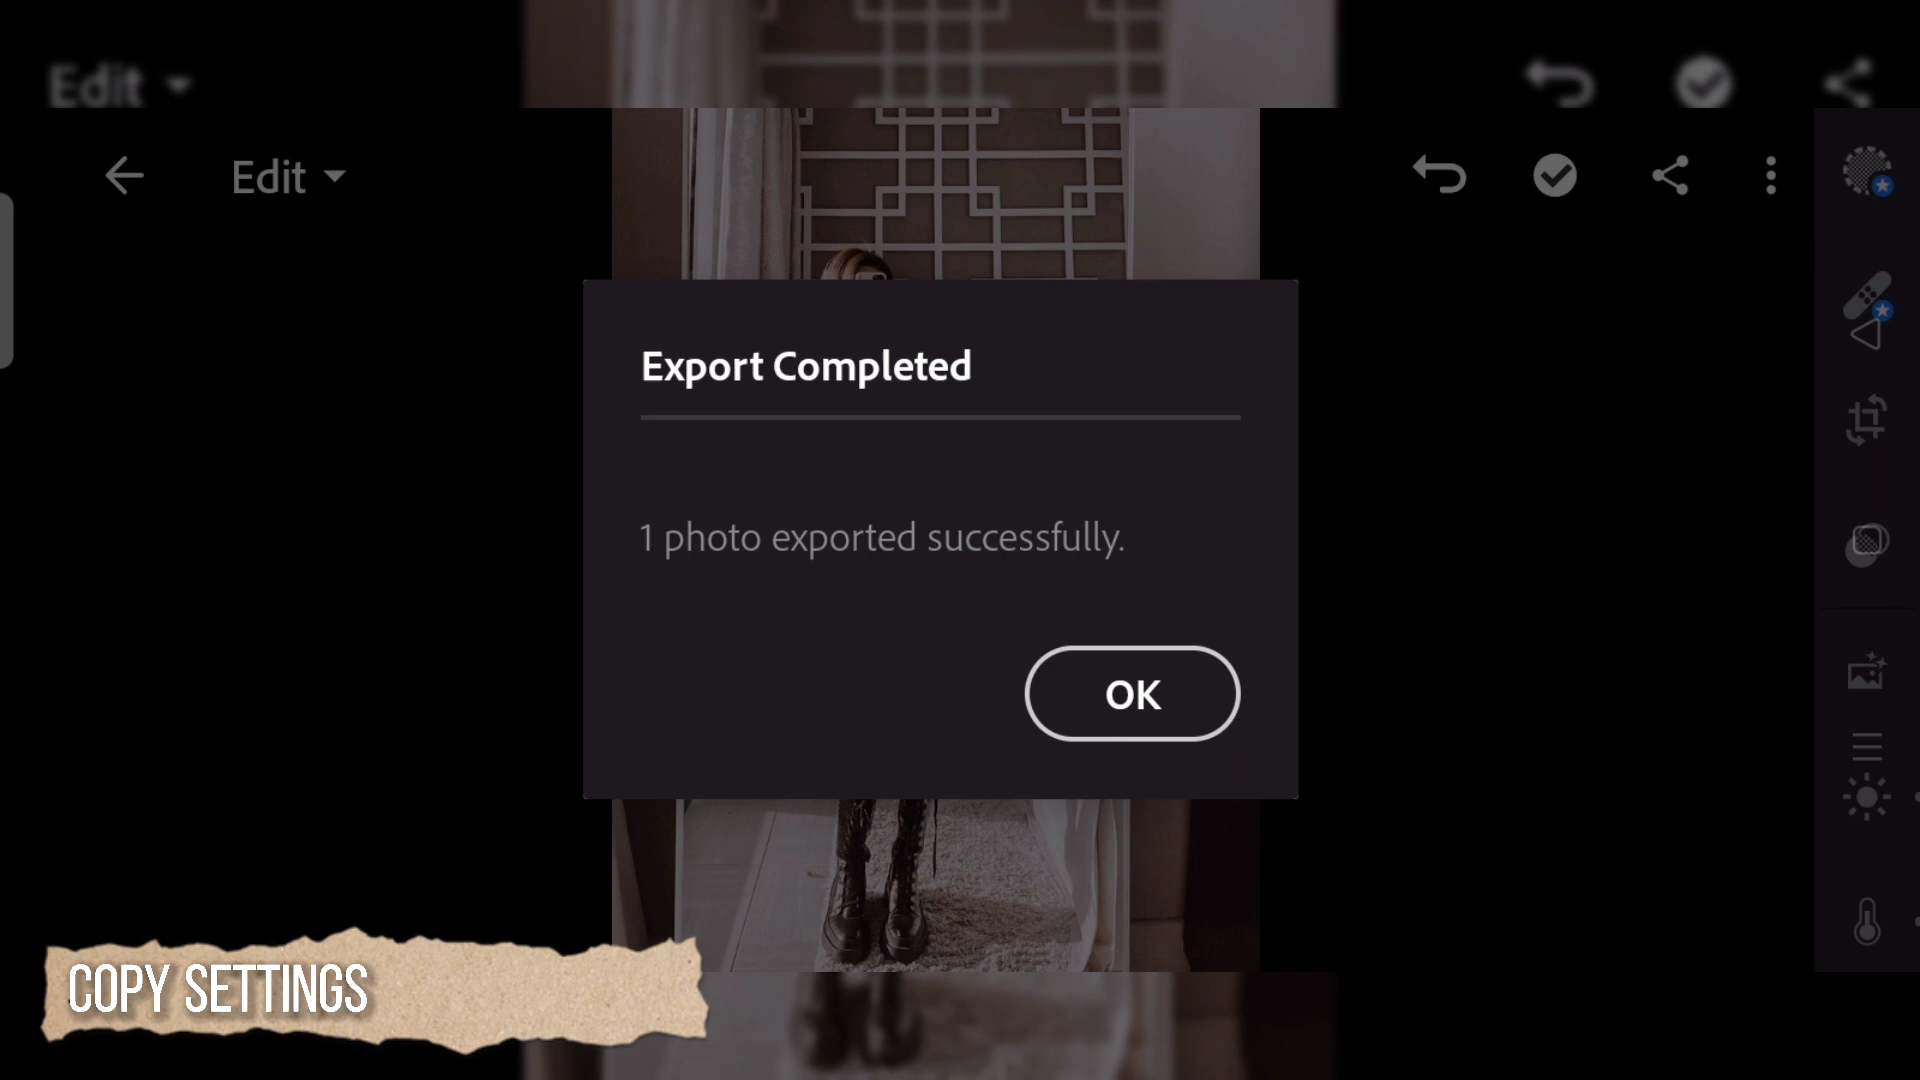 Edit
Edit
Export Completed
1 photo exported successfully.
OK
COPY SETTINGS